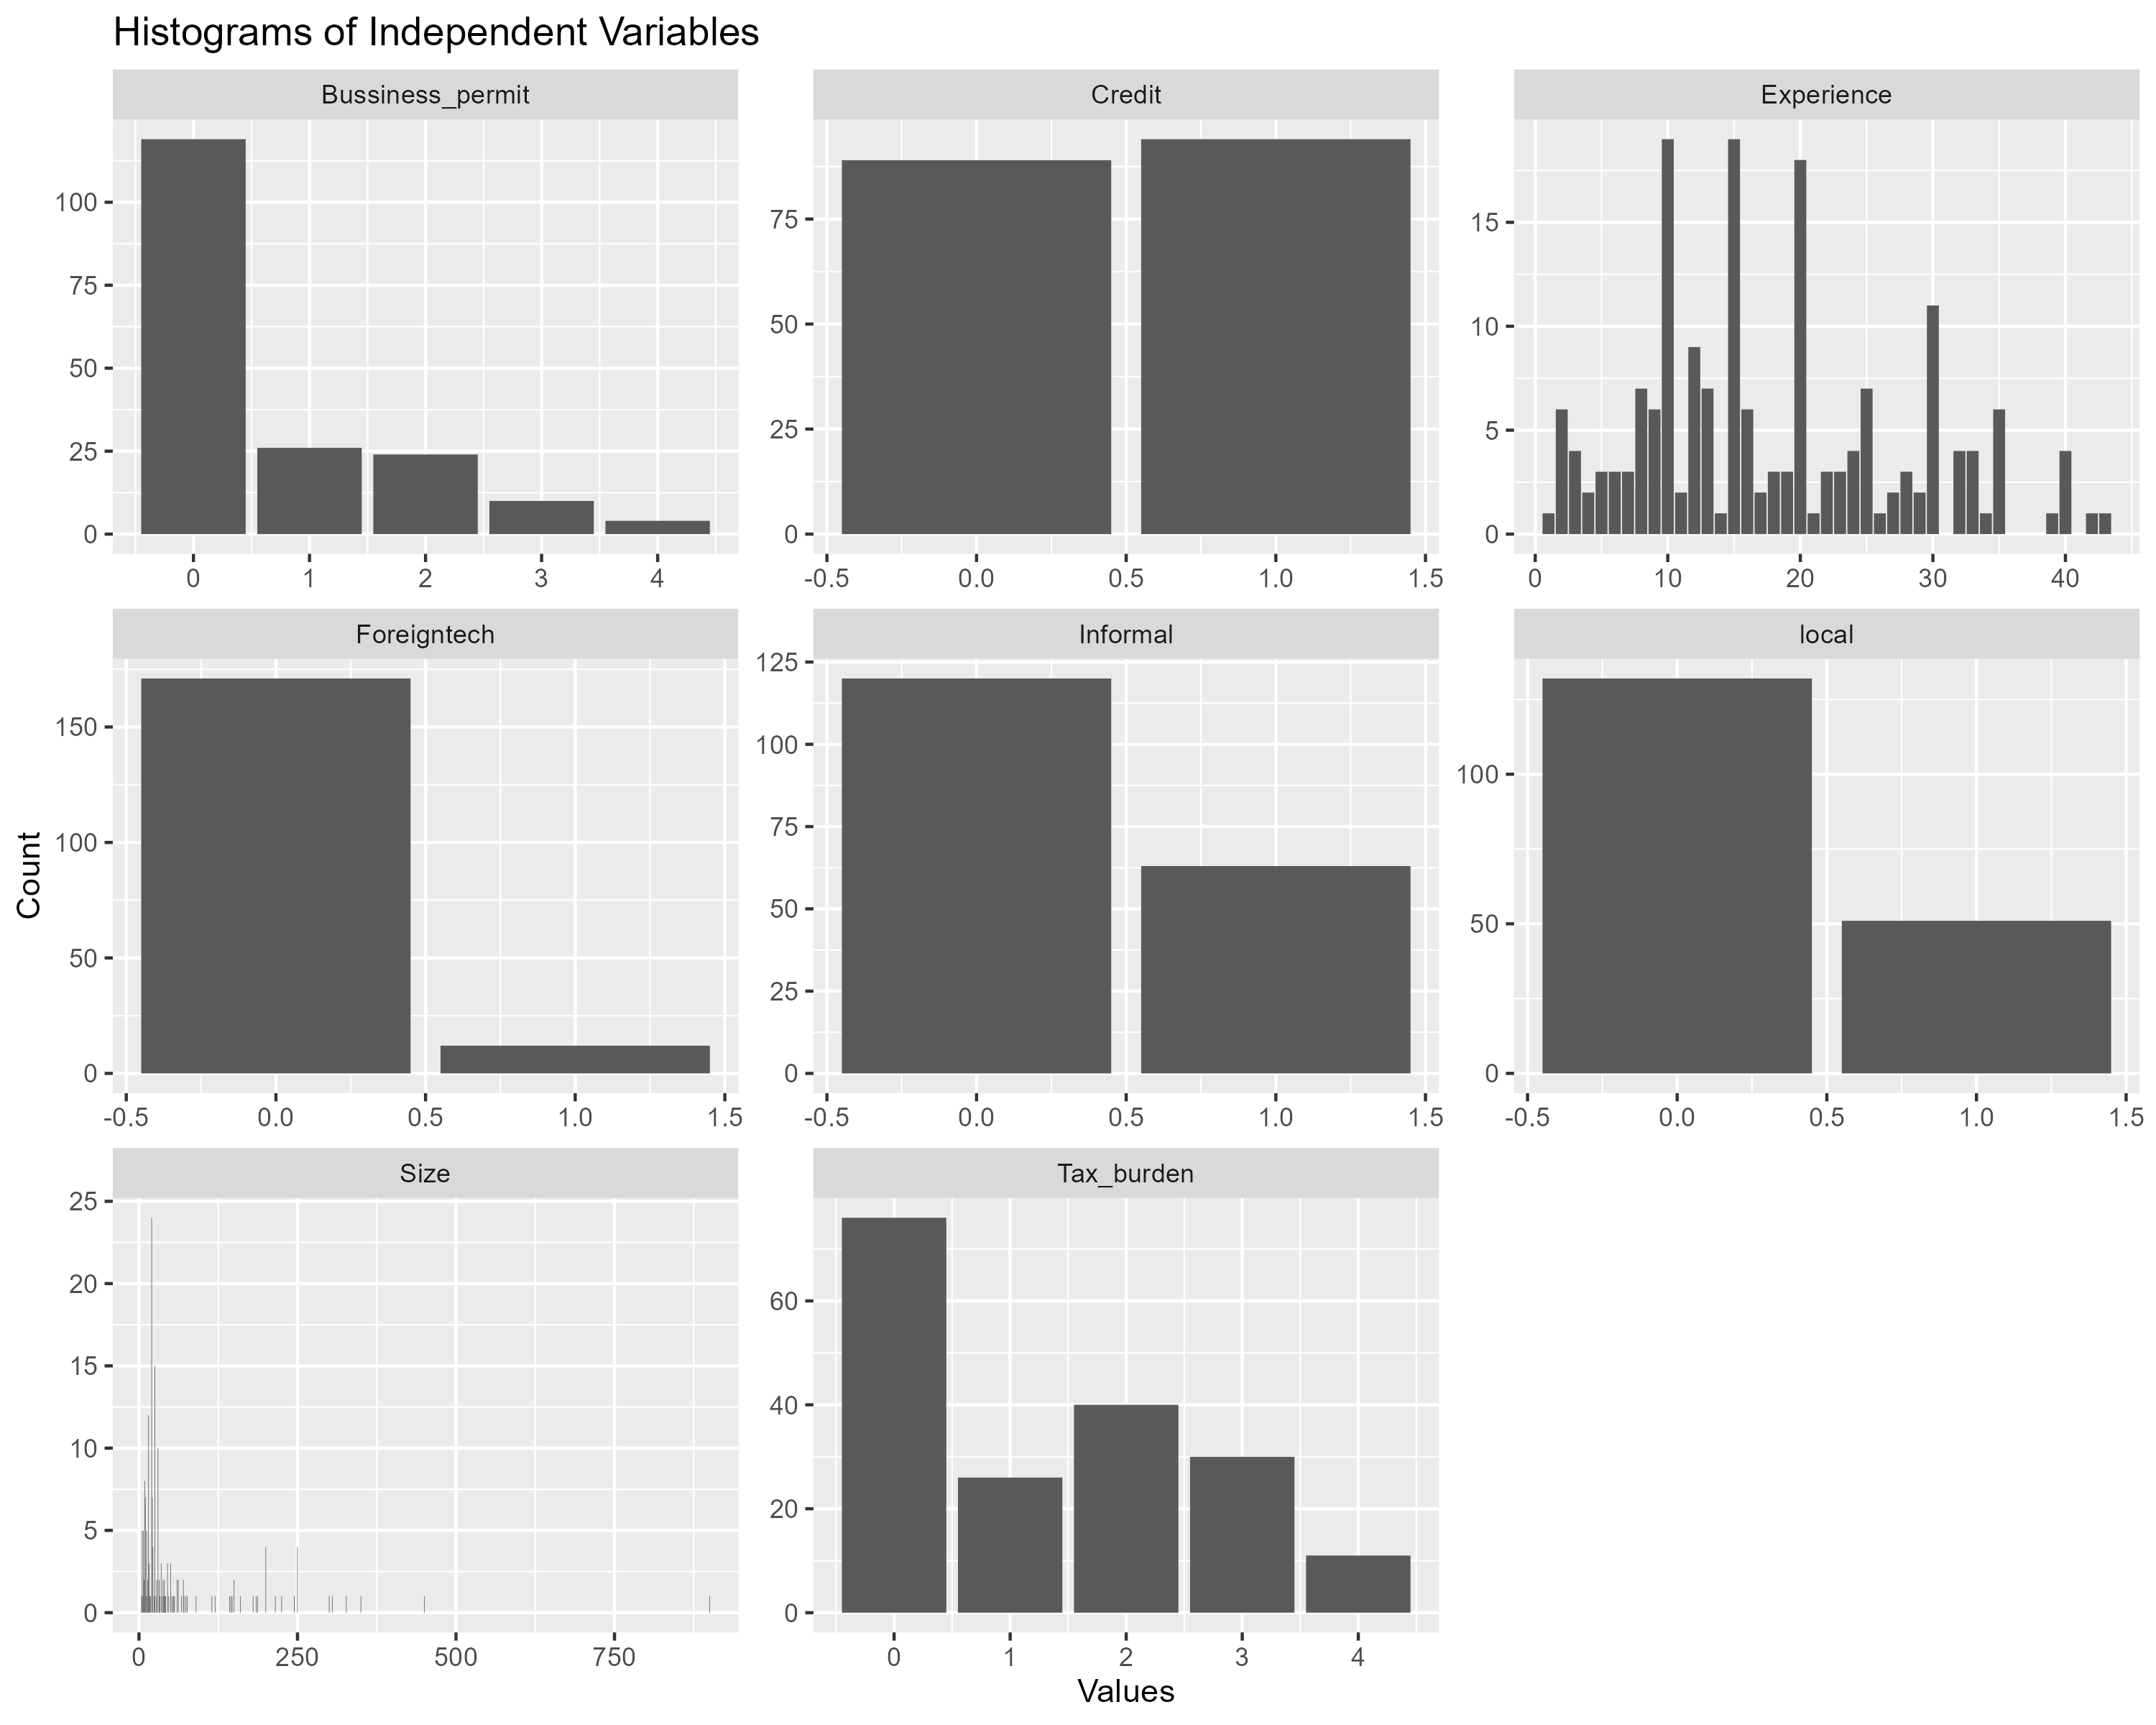 Histograms of Independent Variables
Bussiness_permit
Credit
Experience
100
75
50
25
0
0 1 2 3 4
75
50
25
0
-0.5 0.0 0.5 1.0 1.5
15
10
5
0
0 10 20 30 40
Foreigntech
Informal
local
150
100
50
0
-0.5 0.0 0.5 1.0 1.5
125
100
75
50
25
0
-0.5 0.0 0.5 1.0 1.5
100
50
0
-0.5 0.0 0.5 1.0 1.5
Count
Size
Tax_burden
25
20
15
10
5
0
0 250 500 750
60
40
20
0
0 1 2 3 4
Values